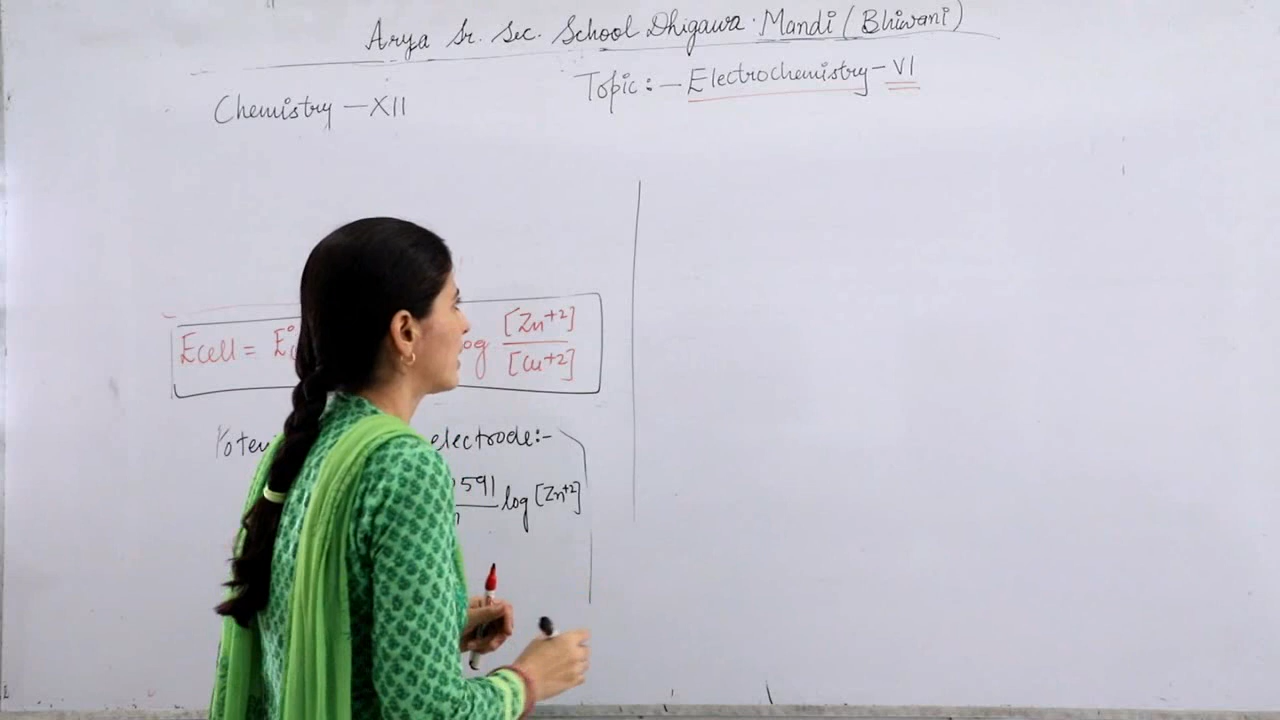 Arya Sr. Sec. School Dhigawa Mandi (Bhiwani)
Topic:- Electrochemistry-VI
Chemistry-XII
Ecell = E° log [Zn+2]
[Cu+2]
electrode:-
591 log [Zn+2]
n